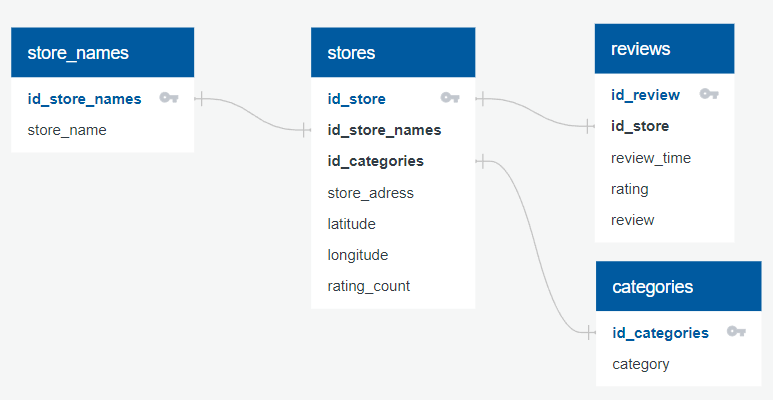 store_names
id_store_names
store_name
stores
id_store
id_store_names
id_categories
store_adress
latitude
longitude
rating_count
reviews
id_review
id_store
review_time
rating
review
categories
id_categories
category